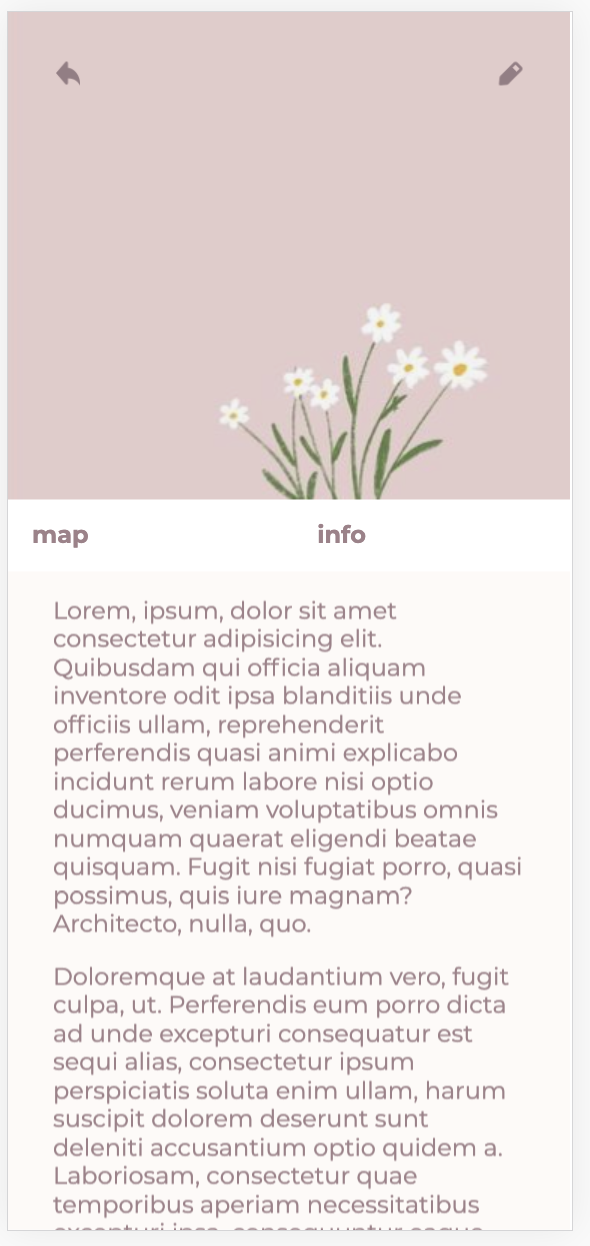 map info
Lorem, ipsum, dolor sit amet
consectetur adipisicing elit.
Quibusdam qui officia aliquam
inventore odit ipsa blanditiis unde
officiis ullam, reprehenderit
perferendis quasi animi explicabo
incidunt rerum labore nisi optio
ducimus, veniam voluptatibus omnis
numquam quaerat eligendi beatae
quisquam. Fugit nisi fugiat porro, quasi
possimus, quis iure magnam?
Architecto, nulla, quo.
Doloremque at laudantium vero, fugit
culpa, ut. Perferendis eum porro dicta
ad unde excepturi consequatur est
sequi alias, consectetur ipsum
perspiciatis soluta enim ullam, harum
suscipit dolorem deserunt sunt
deleniti accusantium optio quidem a.
Laboriosam, consectetur quae
temporibus aperiam necessitatibus